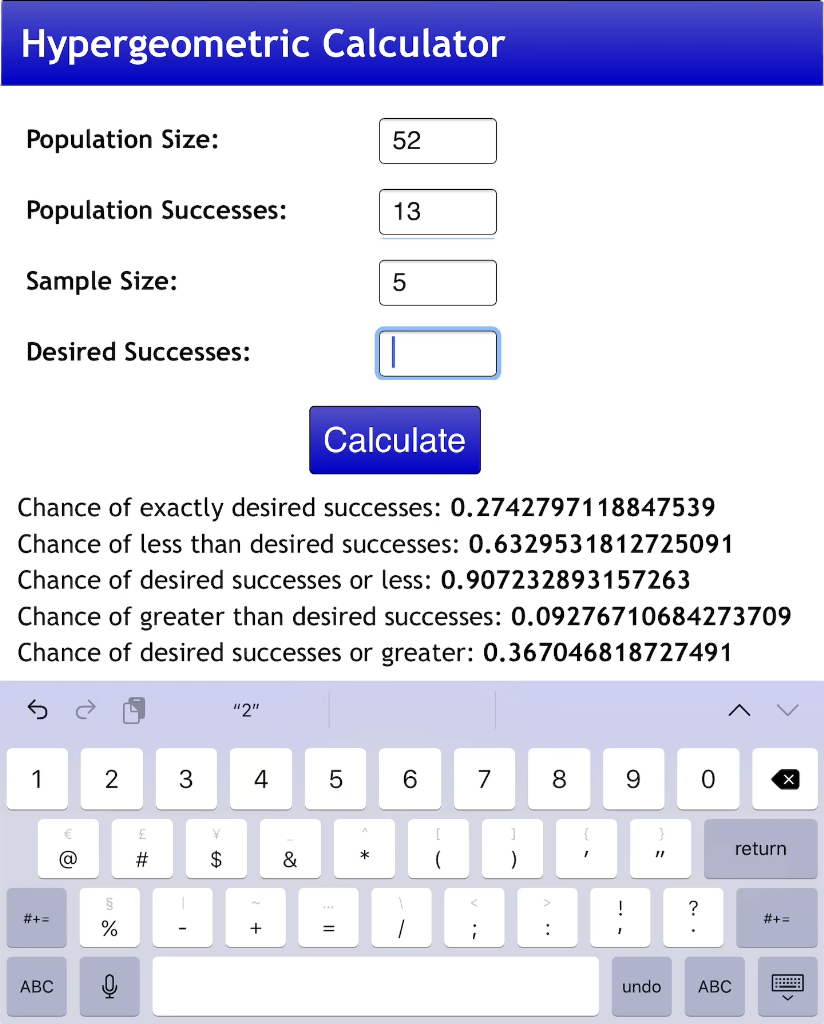 Hypergeometric Calculator
Population Size: 52
Population Successes: 13
Sample Size: 5
Desired Successes:
Calculate
Chance of exactly desired successes: 0.2742797118847539
Chance of less than desired successes: 0.6329531812725091
Chance of desired successes or less: 0.907232893157263
Chance of greater than desired successes: 0.09276710684273709
Chance of desired successes or greater: 0.367046818727491
“2”
1 2 3 4 5 6 7 8 9 0
€ £ ¥ _ ^ [ ] { }
@ # $ & * ( ) ' "
return
§ | ~ … \ < > ! ?
#+= % - + = / ; : , . #+=
ABC undo ABC